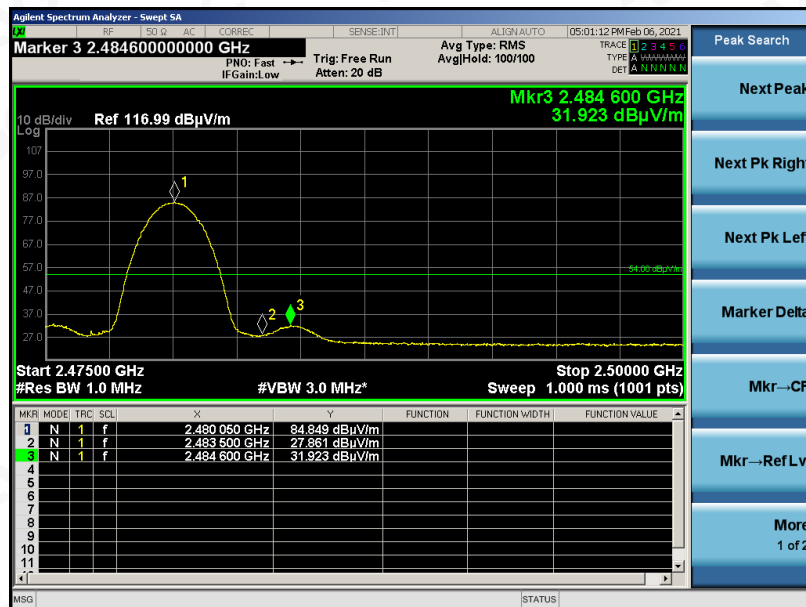 Agilent Spectrum Analyzer - Swept SA
LXI RF 50 Ω AC CORREC SENSE:INT ALIGN AUTO 05:01:12 PM Feb 06, 2021
Marker 3 2.484600000000 GHz
PNO: Fast
IFGain:Low
Trig: Free Run
Atten: 20 dB
Avg Type: RMS
Avg|Hold: 100/100
TRACE 1 2 3 4 5 6
TYPE A WWWWW
DET A N N N N N
Peak Search
Mkr3 2.484 600 GHz
31.923 dBµV/m
10 dB/div Ref 116.99 dBµV/m
Log
107
97.0
87.0
77.0
67.0
57.0
47.0
37.0
27.0
1
2
3
54.00 dBµV/m
Start 2.47500 GHz Stop 2.50000 GHz
#Res BW 1.0 MHz #VBW 3.0 MHz* Sweep 1.000 ms (1001 pts)
MKR MODE TRC SCL X Y FUNCTION FUNCTION WIDTH FUNCTION VALUE
1 N 1 f 2.480 050 GHz 84.849 dBµV/m
2 N 1 f 2.483 500 GHz 27.861 dBµV/m
3 N 1 f 2.484 600 GHz 31.923 dBµV/m
4
5
6
7
8
9
10
11
MSG STATUS
Next Peak
Next Pk Right
Next Pk Left
Marker Delta
Mkr→CF
Mkr→Ref Lv
More
1 of 2